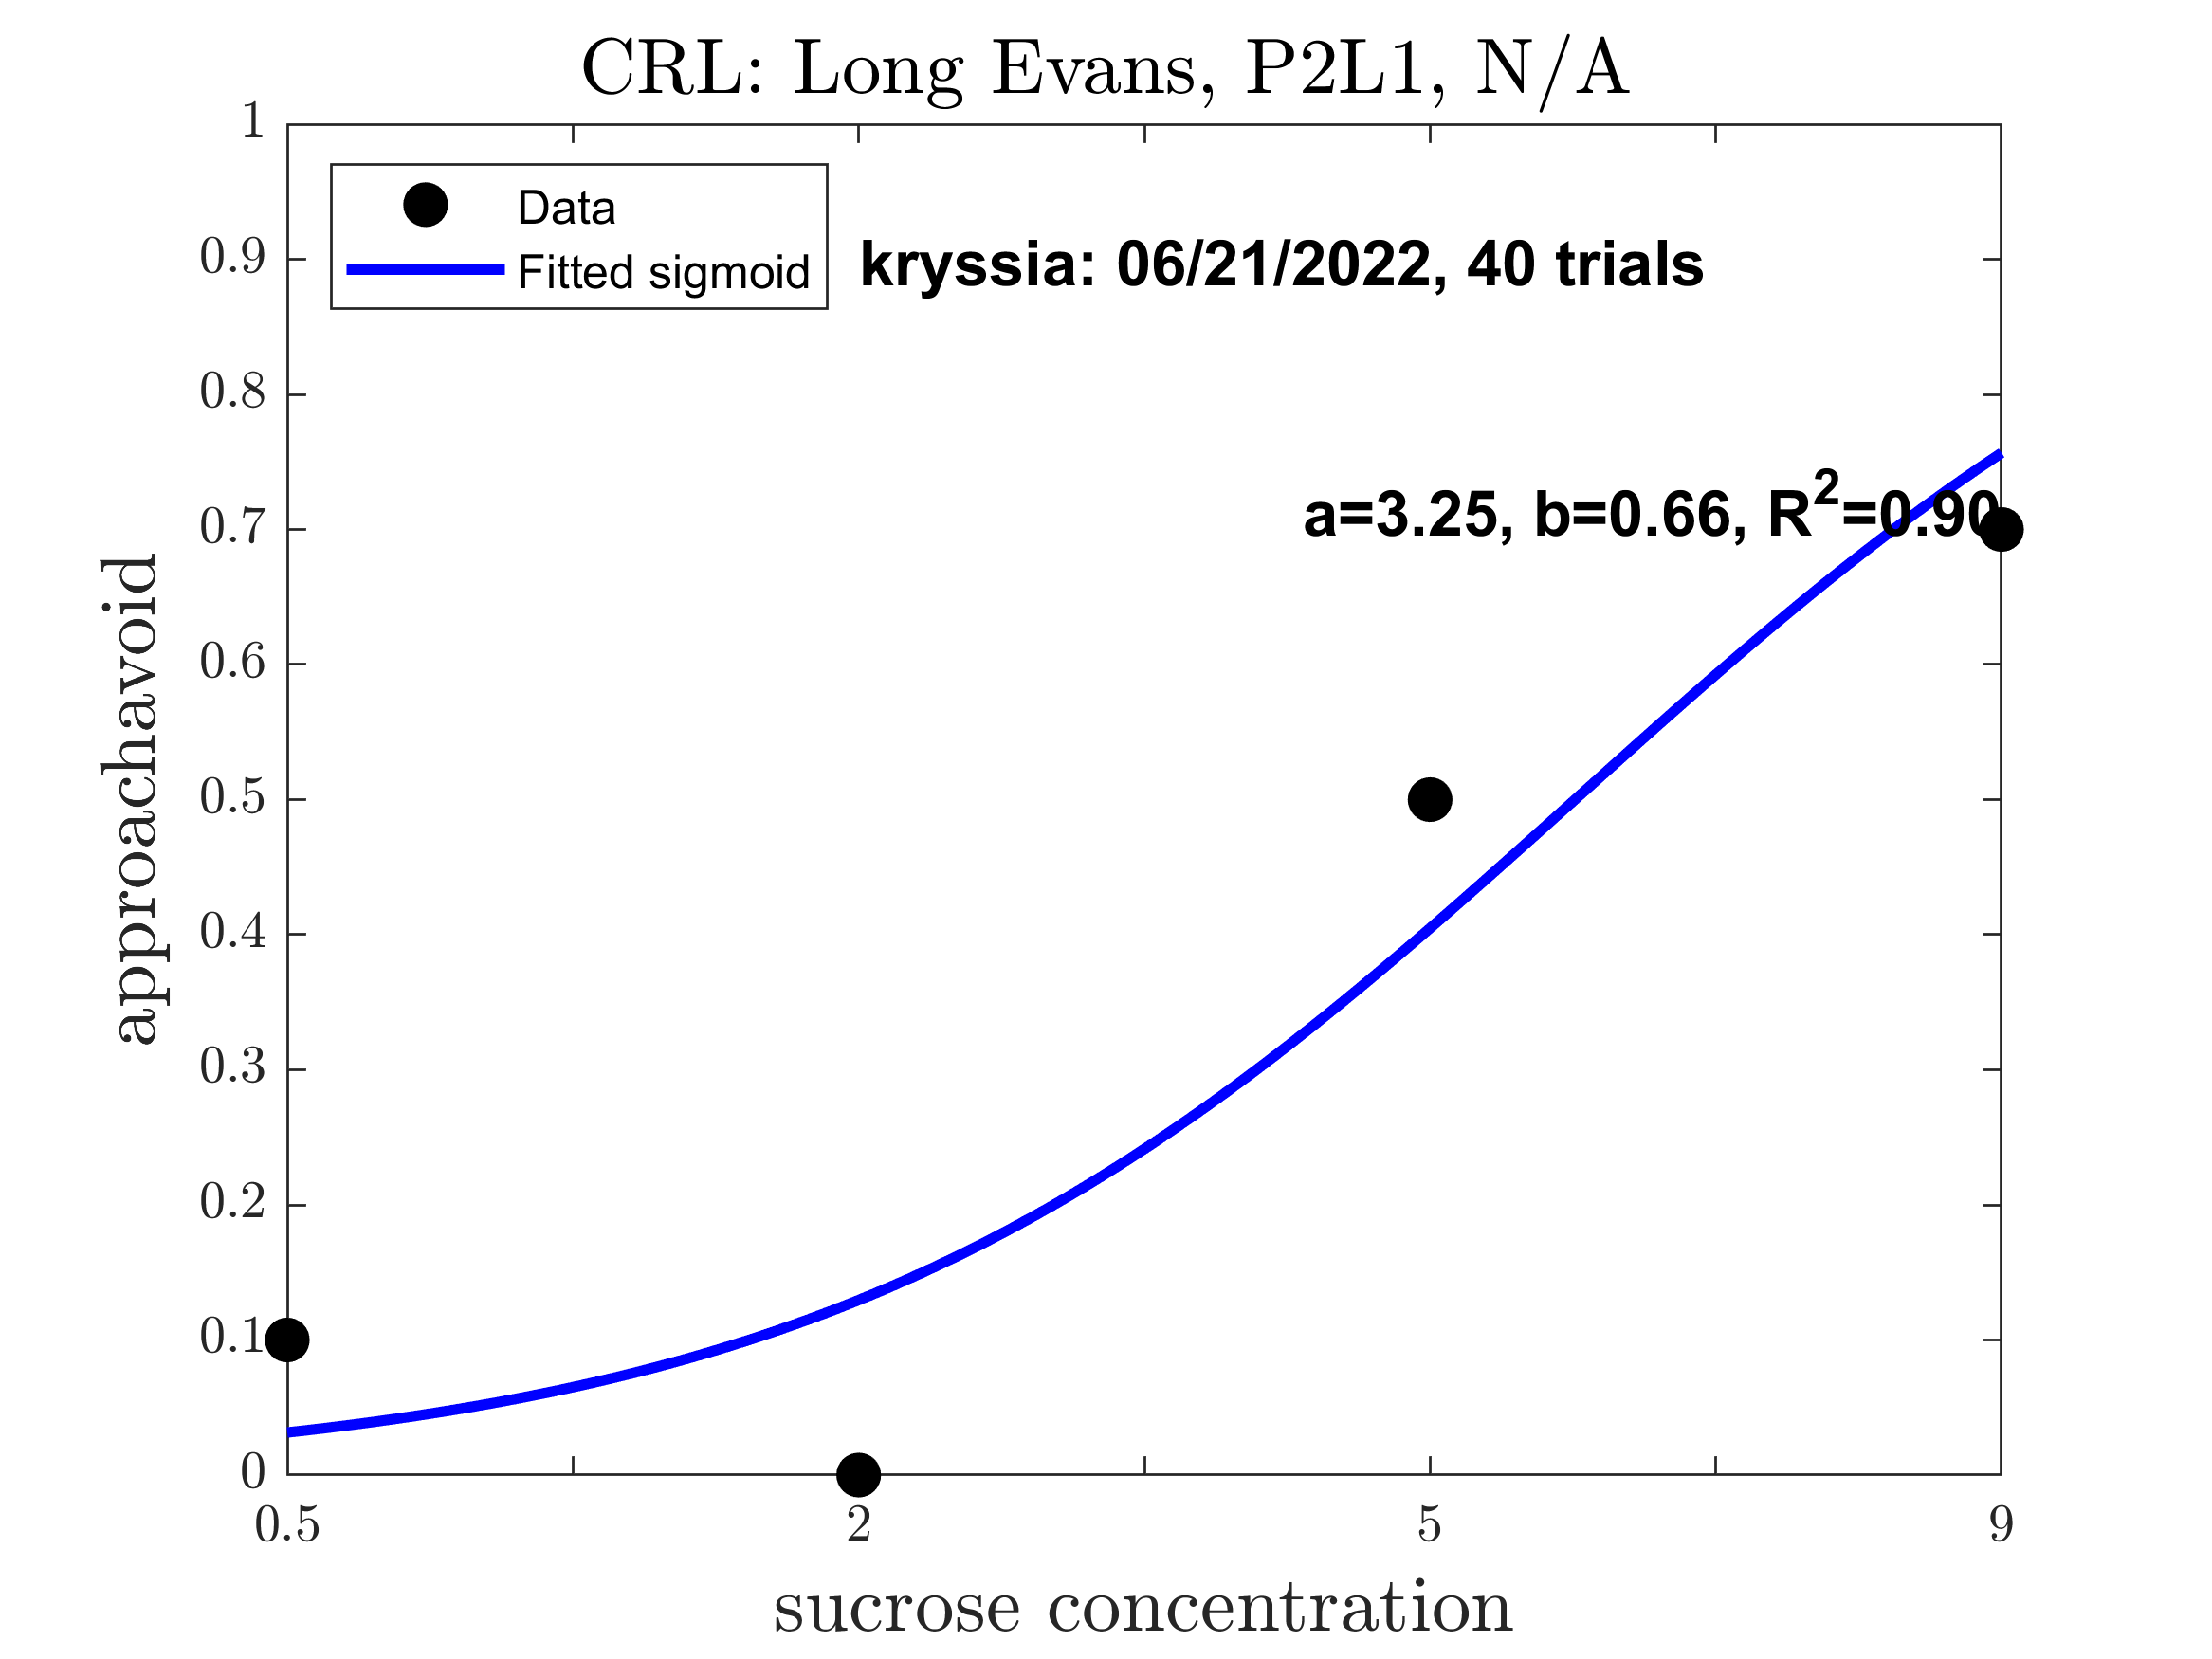 CRL: Long Evans, P2L1, N/A
1
0.9
0.8
0.7
0.6
0.5
0.4
0.3
0.2
0.1
0
approachavoid
Data
Fitted sigmoid
kryssia: 06/21/2022, 40 trials
a=3.25, b=0.66, R²=0.90
0.5 2 5 9
sucrose concentration